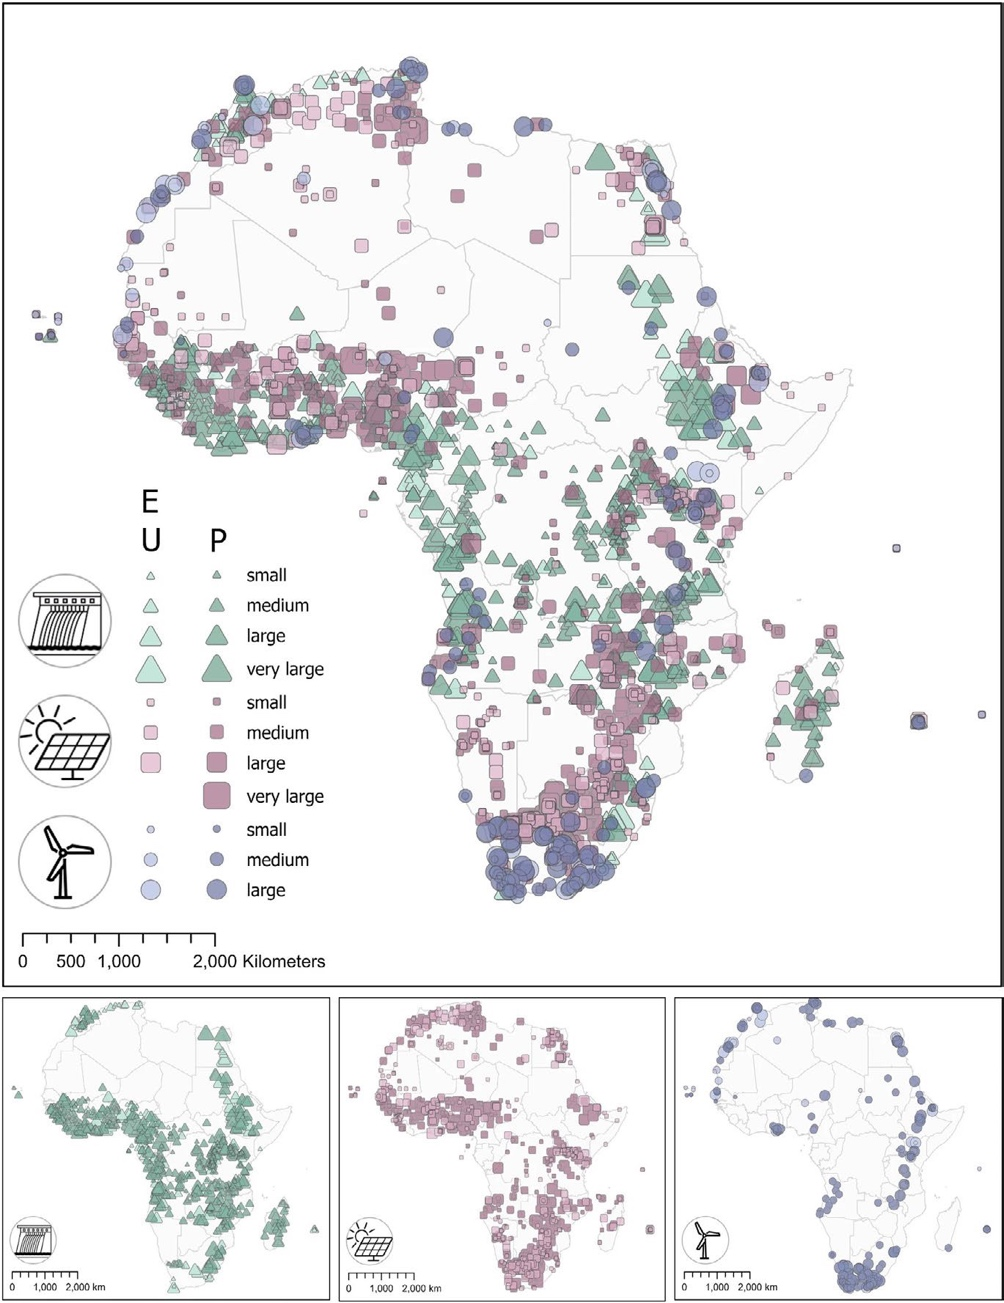 E
U P
small
medium
large
very large
small
medium
large
very large
small
medium
large
0 500 1,000 2,000 Kilometers
0 1,000 2,000 km
0 1,000 2,000 km
0 1,000 2,000 km